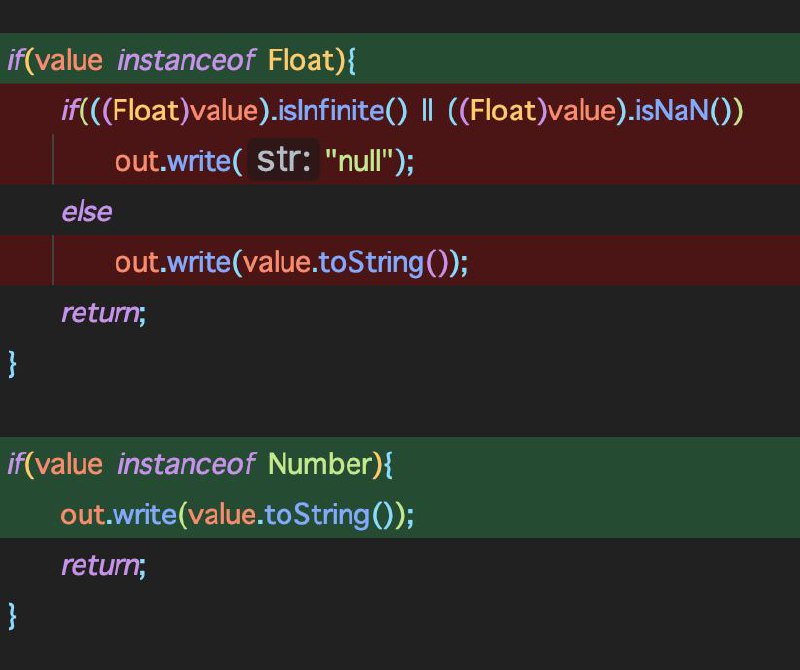 if(value instanceof Float){
if(((Float)value).isInfinite() || ((Float)value).isNaN())
out.write( str: "null");
else
out.write(value.toString());
return;
}
if(value instanceof Number){
out.write(value.toString());
return;
}